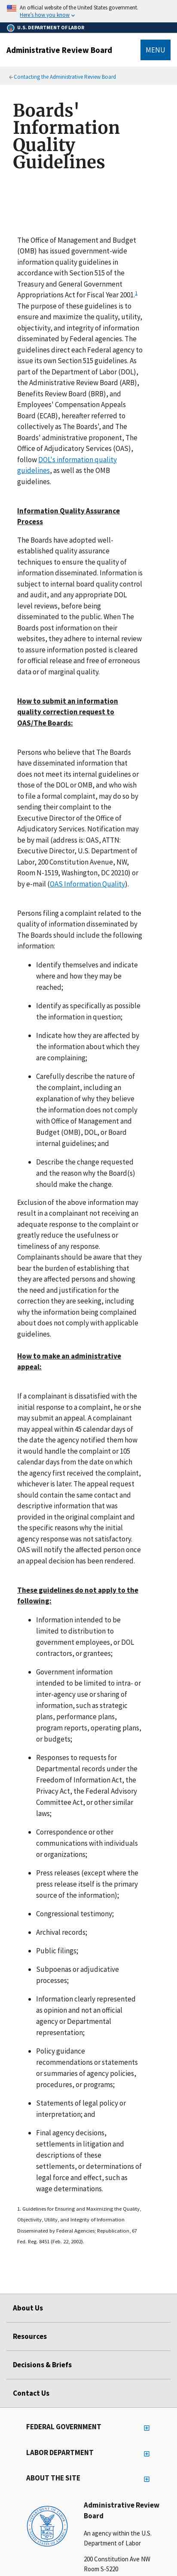 An official website of the United States government.
Here's how you know
U.S. DEPARTMENT OF LABOR
Administrative Review Board
MENU
Contacting the Administrative Review Board
Boards'
Information
Quality
Guidelines
The Office of Management and Budget
(OMB) has issued government-wide
information quality guidelines in
accordance with Section 515 of the
Treasury and General Government
Appropriations Act for Fiscal Year 2001.1
The purpose of these guidelines is to
ensure and maximize the quality, utility,
objectivity, and integrity of information
disseminated by Federal agencies. The
guidelines direct each Federal agency to
issue its own Section 515 guidelines. As
part of the Department of Labor (DOL),
the Administrative Review Board (ARB),
Benefits Review Board (BRB), and
Employees' Compensation Appeals
Board (ECAB), hereafter referred to
collectively as The Boards', and The
Boards' administrative proponent, The
Office of Adjudicatory Services (OAS),
follow DOL's information quality
guidelines, as well as the OMB
guidelines.
Information Quality Assurance
Process
The Boards have adopted well-
established quality assurance
techniques to ensure the quality of
information disseminated. Information is
subject to internal board quality control
and audit, and any applicable DOL
level reviews, before being
disseminated to the public. When The
Boards post information on their
websites, they adhere to internal review
to assure information posted is cleared
for official release and free of erroneous
data or of marginal quality.
How to submit an information
quality correction request to
OAS/The Boards:
Persons who believe that The Boards
have disseminated information that
does not meet its internal guidelines or
those of the DOL or OMB, and who wish
to file a formal complaint, may do so by
sending their complaint to the
Executive Director of the Office of
Adjudicatory Services. Notification may
be by mail (address is: OAS, ATTN:
Executive Director, U.S. Department of
Labor, 200 Constitution Avenue, NW,
Room N-1519, Washington, DC 20210) or
by e-mail (OAS Information Quality).
Persons filing a complaint related to the
quality of information disseminated by
The Boards should include the following
information:
Identify themselves and indicate
where and how they may be
reached;
Identify as specifically as possible
the information in question;
Indicate how they are affected by
the information about which they
are complaining;
Carefully describe the nature of
the complaint, including an
explanation of why they believe
the information does not comply
with Office of Management and
Budget (OMB), DOL, or Board
internal guidelines; and
Describe the change requested
and the reason why the Board(s)
should make the change.
Exclusion of the above information may
result in a complainant not receiving an
adequate response to the complaint or
greatly reduce the usefulness or
timeliness of any response.
Complainants should be aware that they
bear the burden of establishing that
they are affected persons and showing
the need and justification for the
correction they are seeking, including
why the information being complained
about does not comply with applicable
guidelines.
How to make an administrative
appeal:
If a complainant is dissatisfied with the
initial response to a complaint, he or she
may submit an appeal. A complainant
may appeal within 45 calendar days of
when the agency notified them how it
would handle the complaint or 105
calendar days from the date on which
the agency first received the complaint,
whichever is later. The appeal request
should contain the same contact and
descriptive information that was
provided in the original complaint and
the specific reasons why the initial
agency response was not satisfactory.
OAS will notify the affected person once
an appeal decision has been rendered.
These guidelines do not apply to the
following:
Information intended to be
limited to distribution to
government employees, or DOL
contractors, or grantees;
Government information
intended to be limited to intra- or
inter-agency use or sharing of
information, such as strategic
plans, performance plans,
program reports, operating plans,
or budgets;
Responses to requests for
Departmental records under the
Freedom of Information Act, the
Privacy Act, the Federal Advisory
Committee Act, or other similar
laws;
Correspondence or other
communications with individuals
or organizations;
Press releases (except where the
press release itself is the primary
source of the information);
Congressional testimony;
Archival records;
Public filings;
Subpoenas or adjudicative
processes;
Information clearly represented
as opinion and not an official
agency or Departmental
representation;
Policy guidance
recommendations or statements
or summaries of agency policies,
procedures, or programs;
Statements of legal policy or
interpretation; and
Final agency decisions,
settlements in litigation and
descriptions of these
settlements, or determinations of
legal force and effect, such as
wage determinations.
1. Guidelines for Ensuring and Maximizing the Quality,
Objectivity, Utility, and Integrity of Information
Disseminated by Federal Agencies; Republication, 67
Fed. Reg. 8451 (Feb. 22, 2002).
About Us
Resources
Decisions & Briefs
Contact Us
FEDERAL GOVERNMENT
LABOR DEPARTMENT
ABOUT THE SITE
Administrative Review
Board
An agency within the U.S.
Department of Labor
200 Constitution Ave NW
Room S-5220